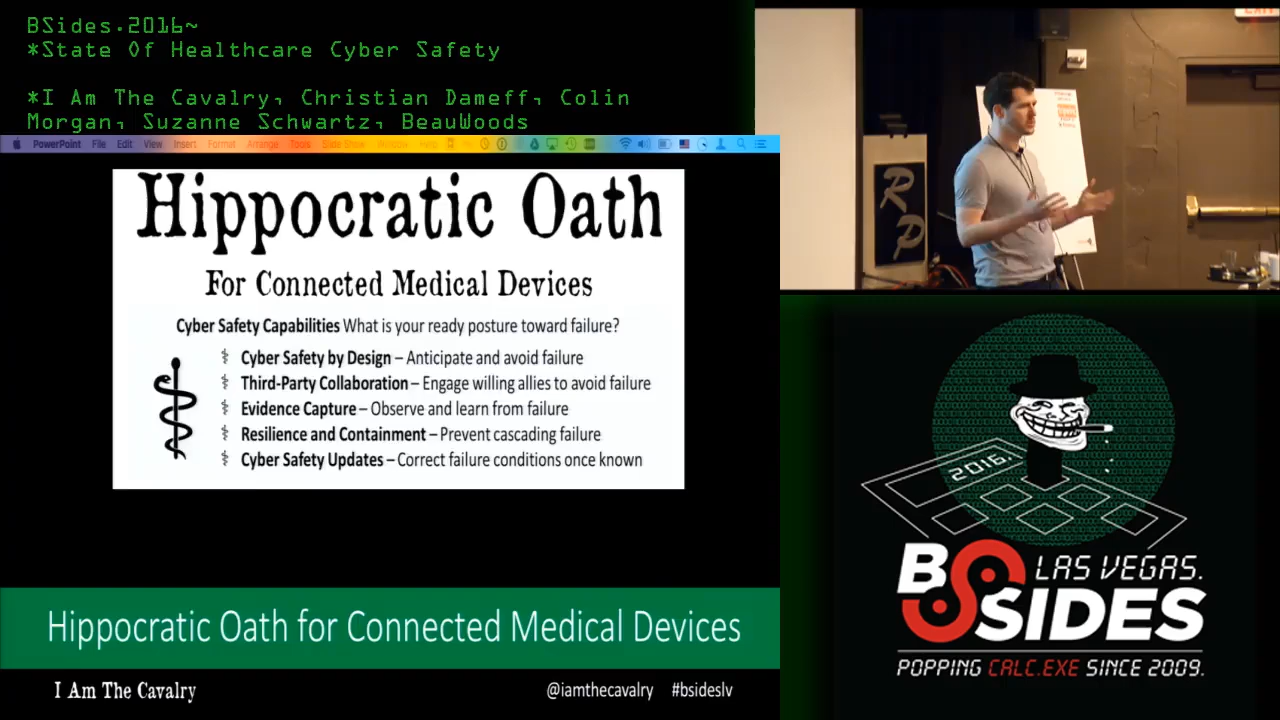 BSides.2016~
*State Of Healthcare Cyber Safety
*I Am The Cavalry, Christian Dameff, Colin
Morgan, Suzanne Schwartz, BeauWoods
PowerPoint File Edit View Insert Format Arrange Tools Slide Show Window Help
Hippocratic Oath
For Connected Medical Devices
Cyber Safety Capabilities What is your ready posture toward failure?
Cyber Safety by Design – Anticipate and avoid failure
Third-Party Collaboration – Engage willing allies to avoid failure
Evidence Capture – Observe and learn from failure
Resilience and Containment – Prevent cascading failure
Cyber Safety Updates – Correct failure conditions once known
Hippocratic Oath for Connected Medical Devices
I Am The Cavalry
@iamthecavalry #bsideslv
EXIT
RP
2016.
BSIDES
LAS VEGAS.
POPPING CALC.EXE SINCE 2009.